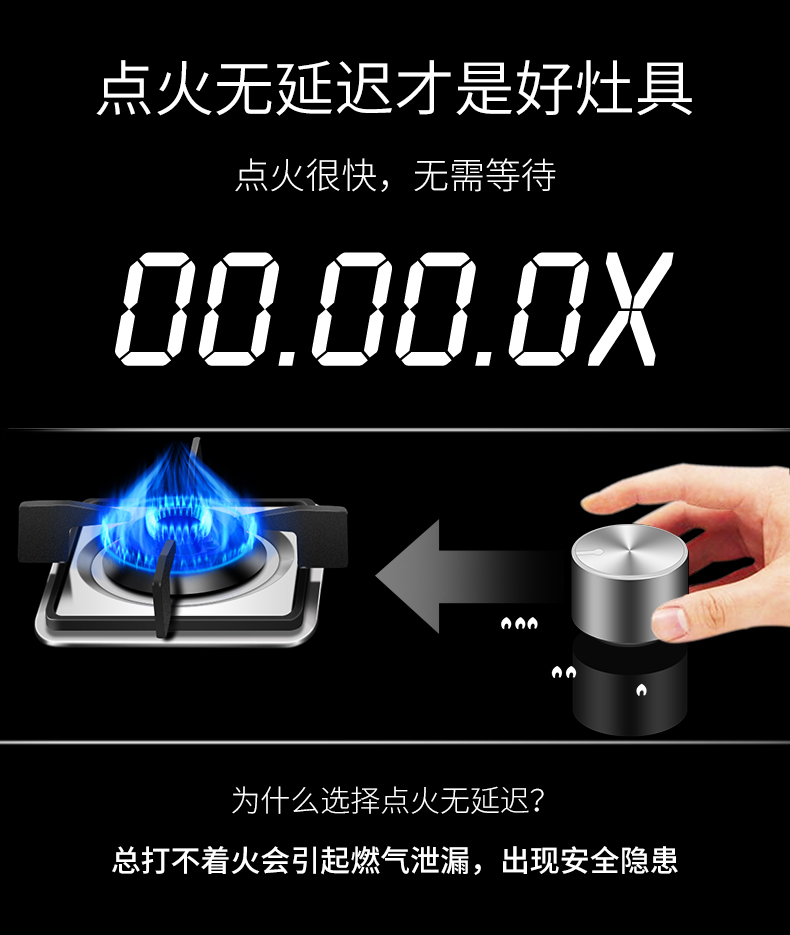 点火无延迟才是好灶具
点火很快，无需等待
00.00.0X
为什么选择点火无延迟?
总打不着火会引起燃气泄漏，出现安全隐患